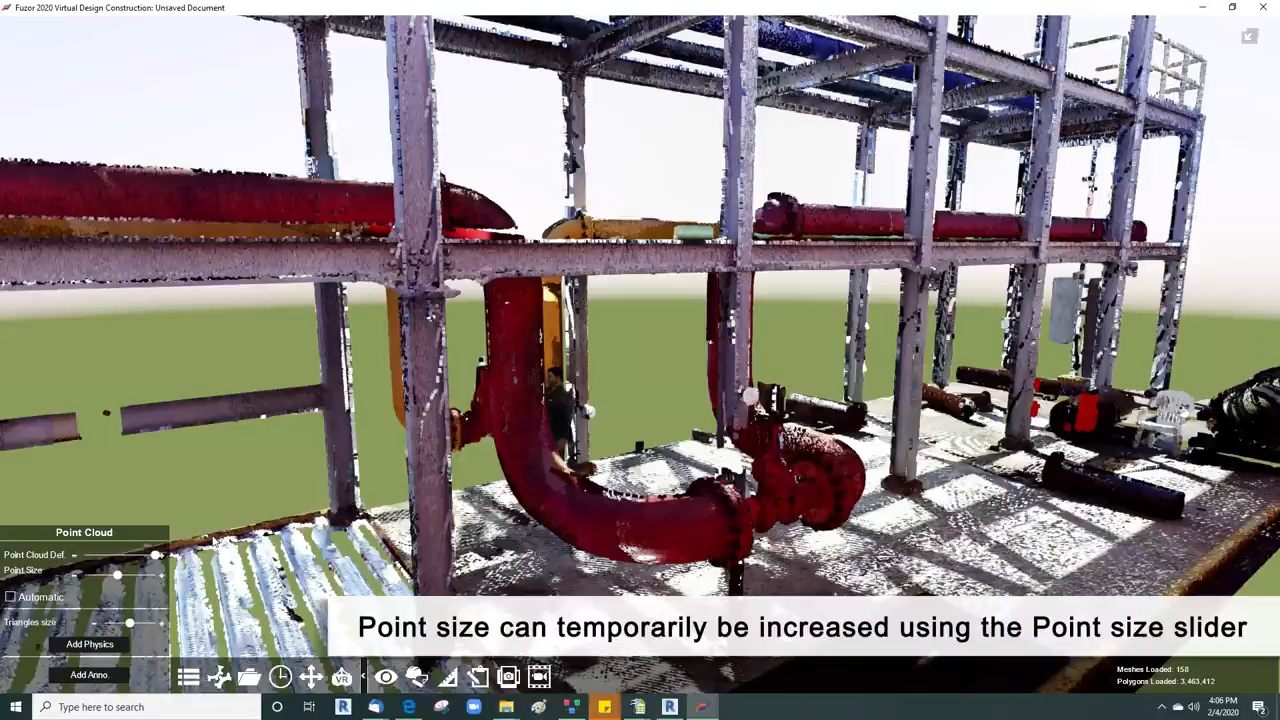 Fuzor 2020 Virtual Design Construction: Unsaved Document
Point Cloud
Point Cloud Def.
Point Size
Automatic
Triangles size
Add Physics
Add Anno.
Point size can temporarily be increased using the Point size slider
VR
Meshes Loaded: 158
Polygons Loaded: 3,463,412
Type here to search
4:06 PM
2/4/2020
2